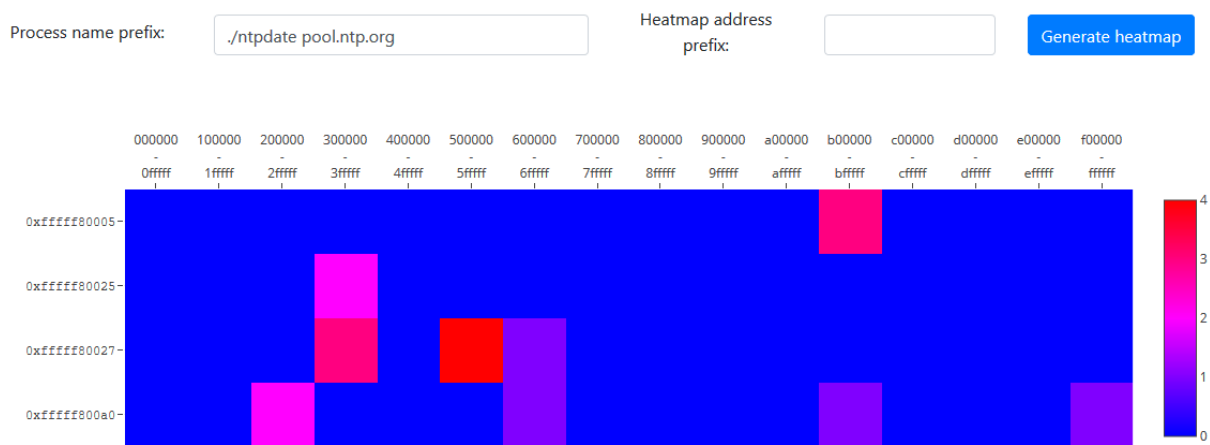 Process name prefix:
./ntpdate pool.ntp.org
Heatmap address
prefix:
Generate heatmap
000000 100000 200000 300000 400000 500000 600000 700000 800000 900000 a00000 b00000 c00000 d00000 e00000 f00000
- - - - - - - - - - - - - - - -
0fffff 1fffff 2fffff 3fffff 4fffff 5fffff 6fffff 7fffff 8fffff 9fffff afffff bfffff cfffff dfffff efffff ffffff
0xfffff80005
0xfffff80025
0xfffff80027
0xfffff800a0
4
3
2
1
0